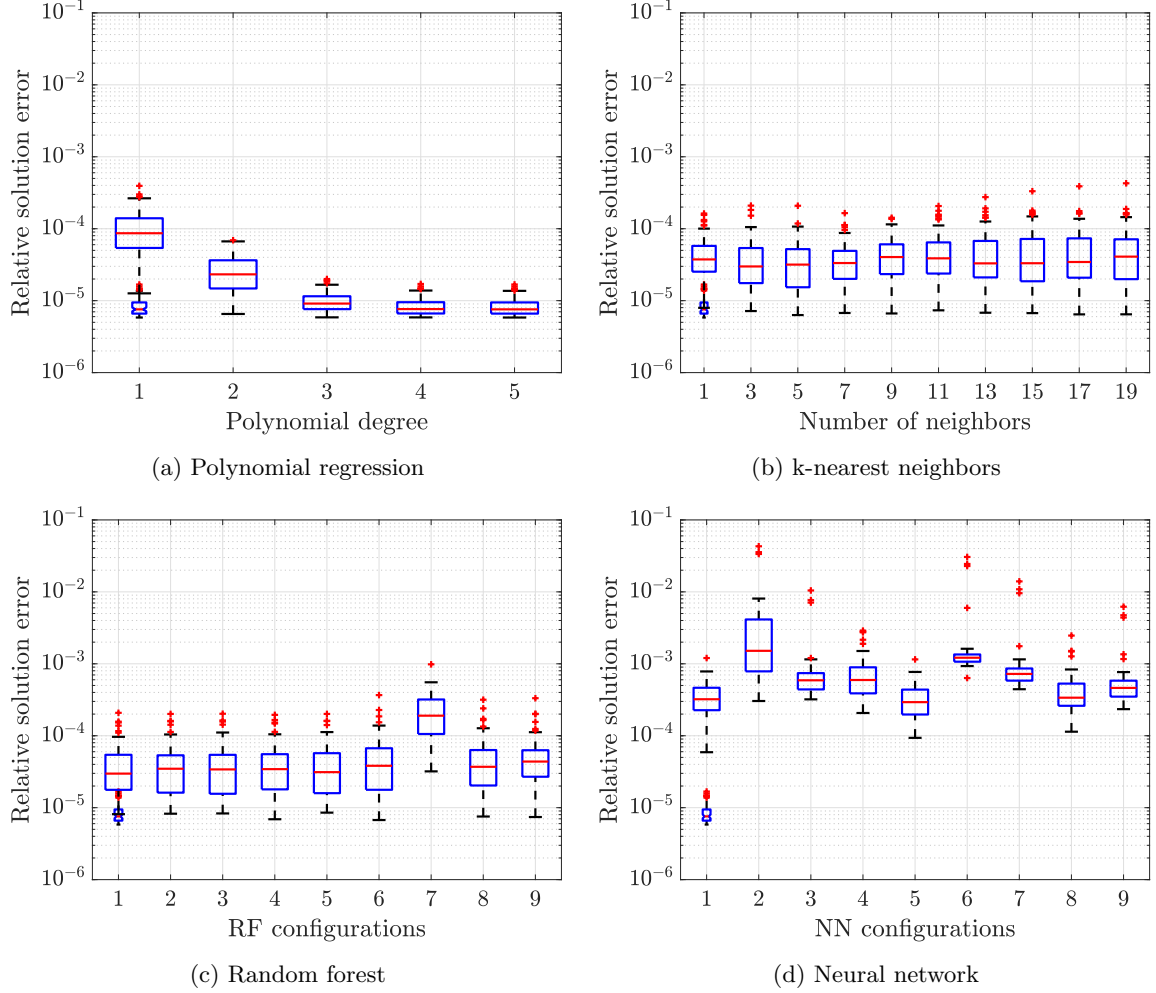 Relative solution error
10⁻¹
10⁻²
10⁻³
10⁻⁴
10⁻⁵
10⁻⁶
1 2 3 4 5
Polynomial degree
(a) Polynomial regression
Relative solution error
10⁻¹
10⁻²
10⁻³
10⁻⁴
10⁻⁵
10⁻⁶
1 3 5 7 9 11 13 15 17 19
Number of neighbors
(b) k-nearest neighbors
Relative solution error
10⁻¹
10⁻²
10⁻³
10⁻⁴
10⁻⁵
10⁻⁶
1 2 3 4 5 6 7 8 9
RF configurations
(c) Random forest
Relative solution error
10⁻¹
10⁻²
10⁻³
10⁻⁴
10⁻⁵
10⁻⁶
1 2 3 4 5 6 7 8 9
NN configurations
(d) Neural network